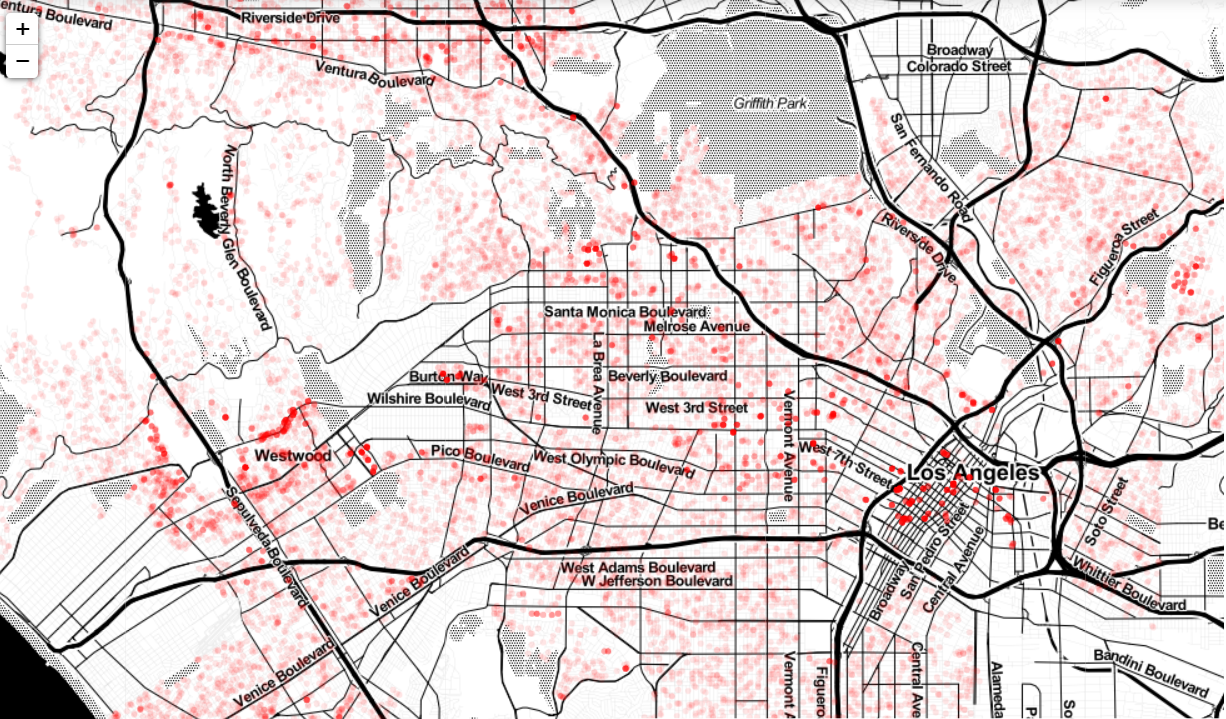 entura Boulevard
Riverside Drive
+
−
Ventura Boulevard
Broadway
Colorado Street
Griffith Park
San Fernando Road
North Beverly Glen Boulevard
Riverside Drive
Figueroa Street
Santa Monica Boulevard
Melrose Avenue
La Brea Avenue
Burton Way
West 3rd Street
Beverly Boulevard
Wilshire Boulevard
West 3rd Street
Vermont Avenue
Westwood
Pico Boulevard
West Olympic Boulevard
West 7th Street
Los Angeles
Sepulveda Boulevard
Venice Boulevard
Soto Street
Be
San Pedro Street
Central Avenue
Broadway
Venice Boulevard
West Adams Boulevard
W Jefferson Boulevard
Whittier Boulevard
Venice Boulevard
Vermont A
Figuero
Central Ave
Alameda
P
So
Bandini Boulevard